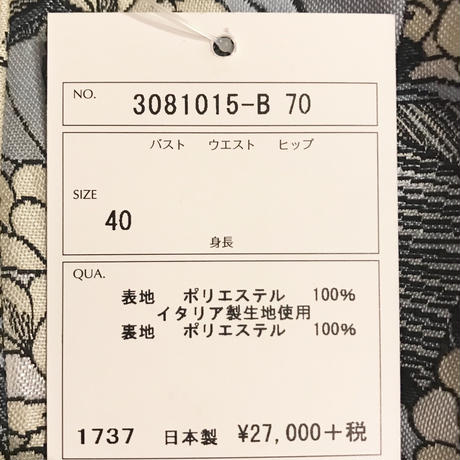 NO. 3081015-B 70
バスト ウエスト ヒップ
SIZE
40
身長
QUA.
表地 ポリエステル 100%
イタリア製生地使用
裏地 ポリエステル 100%
1737 日本製 ¥27,000+税